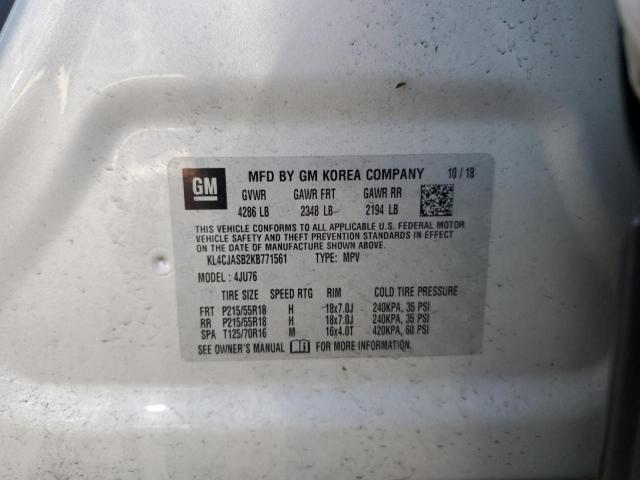 GM MFD BY GM KOREA COMPANY 10/18
GVWR GAWR FRT GAWR RR
4286 LB 2348 LB 2194 LB
THIS VEHICLE CONFORMS TO ALL APPLICABLE U.S. FEDERAL MOTOR
VEHICLE SAFETY AND THEFT PREVENTION STANDARDS IN EFFECT ON
THE DATE OF MANUFACTURE SHOWN ABOVE.
KL4CJASB2KB771561 TYPE: MPV
MODEL: 4JU76
TIRE SIZE SPEED RTG RIM COLD TIRE PRESSURE
FRT P215/55R18 H 18x7.0J 240KPA, 35 PSI
RR P215/55R18 H 18x7.0J 240KPA, 35 PSI
SPA T125/70R16 M 16x4.0T 420KPA, 60 PSI
SEE OWNER'S MANUAL FOR MORE INFORMATION